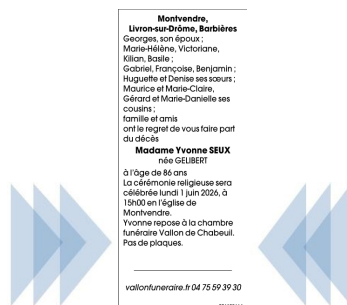 Montvendre,
Livron-sur-Drôme, Barbières
Georges, son époux ;
Marie-Hélène, Victoriane,
Kilian, Basile ;
Gabriel, Françoise, Benjamin ;
Huguette et Denise ses sœurs ;
Maurice et Marie-Claire,
Gérard et Marie-Danielle ses
cousins ;
famille et amis
ont le regret de vous faire part
du décès
Madame Yvonne SEUX
née GELIBERT
à l'âge de 86 ans
La cérémonie religieuse sera
célébrée lundi 1 juin 2026, à
15h00 en l'église de
Montvendre.
Yvonne repose à la chambre
funéraire Vallon de Chabeuil.
Pas de plaques.
vallonfuneraire.fr 04 75 59 39 30